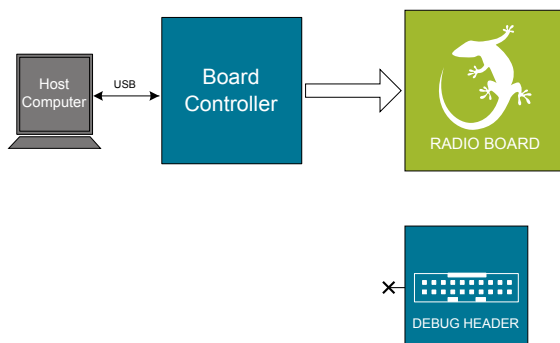 Host
Computer
USB
Board
Controller
RADIO BOARD
DEBUG HEADER